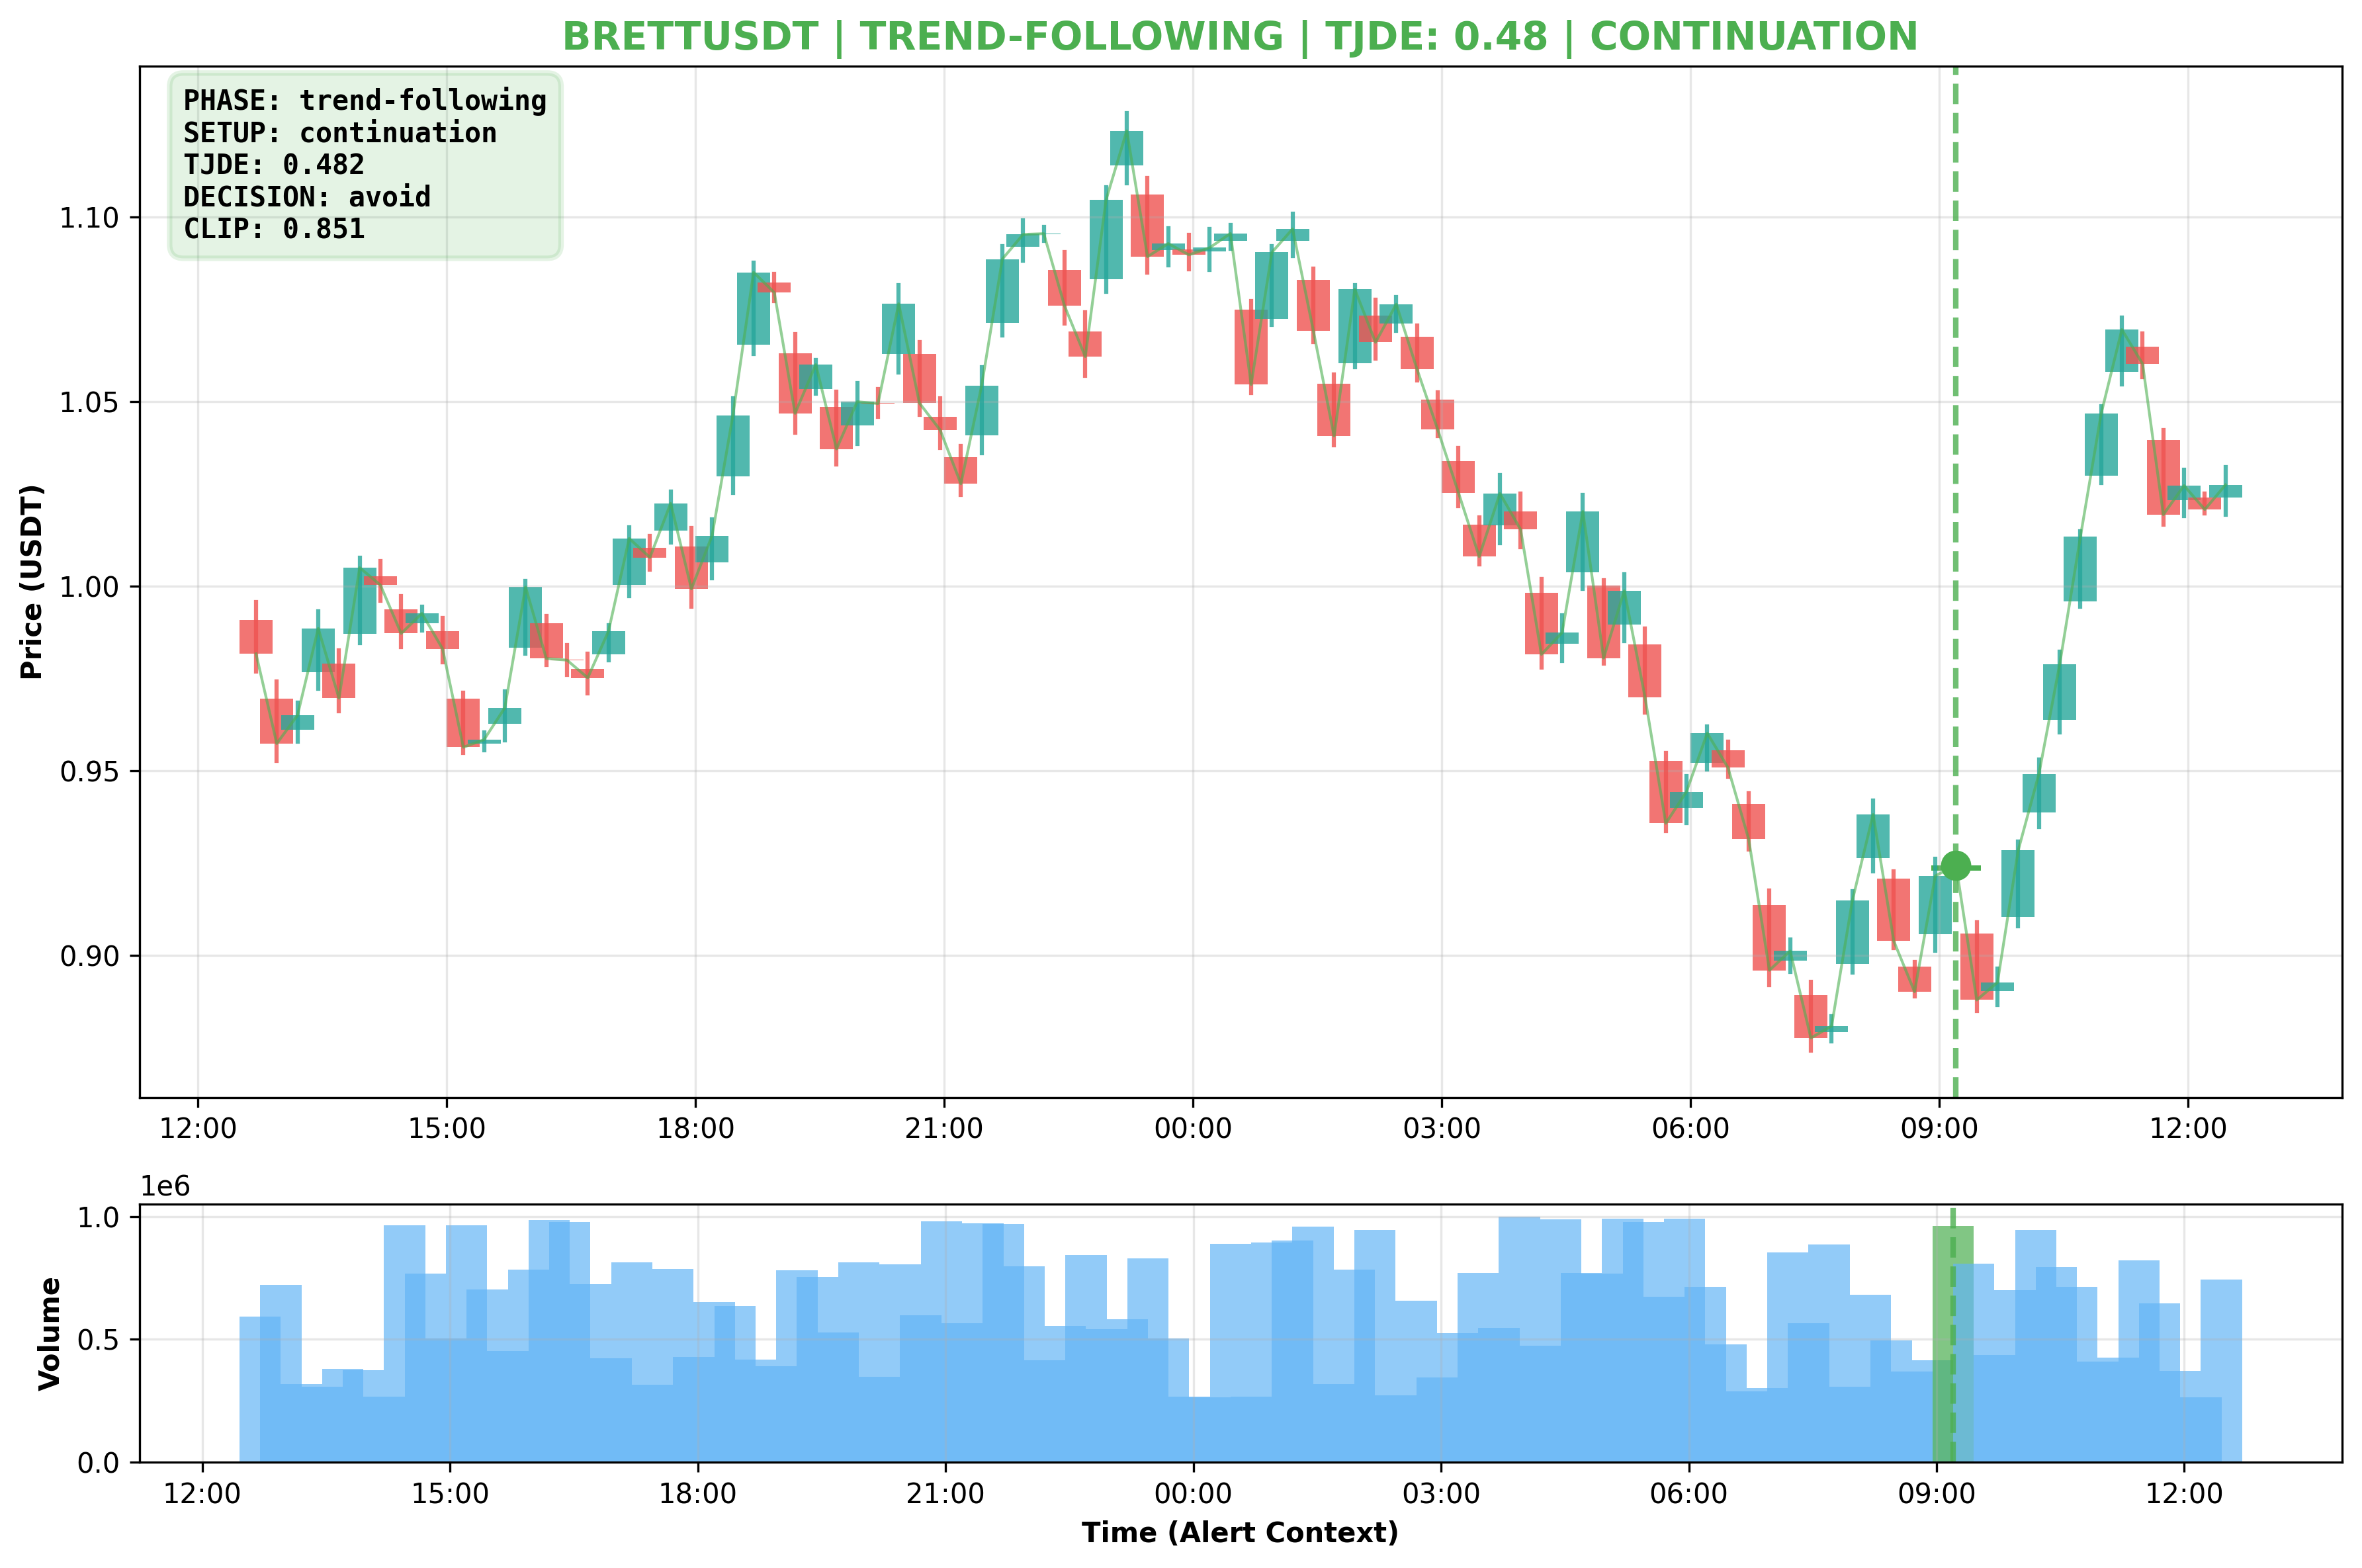 BRETTUSDT | TREND-FOLLOWING | TJDE: 0.48 | CONTINUATION
PHASE: trend-following
SETUP: continuation
TJDE: 0.482
DECISION: avoid
CLIP: 0.851
Price (USDT)
1.10
1.05
1.00
0.95
0.90
12:00 15:00 18:00 21:00 00:00 03:00 06:00 09:00 12:00
1e6
Volume
1.0
0.5
0.0
12:00 15:00 18:00 21:00 00:00 03:00 06:00 09:00 12:00
Time (Alert Context)